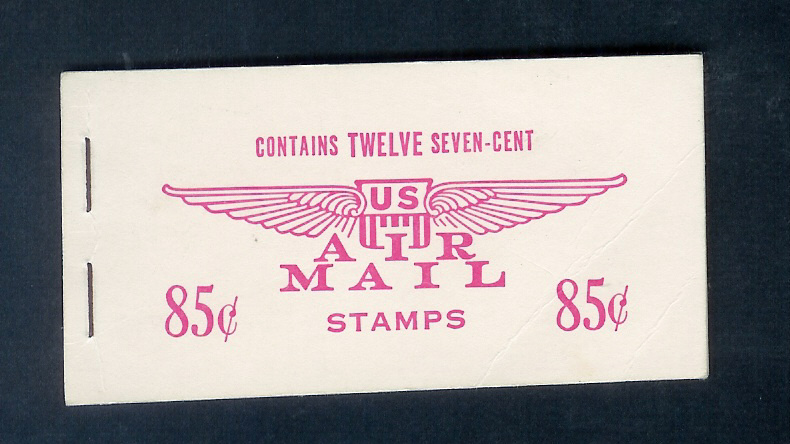 CONTAINS TWELVE SEVEN-CENT
US
AIR
MAIL
85¢ STAMPS 85¢